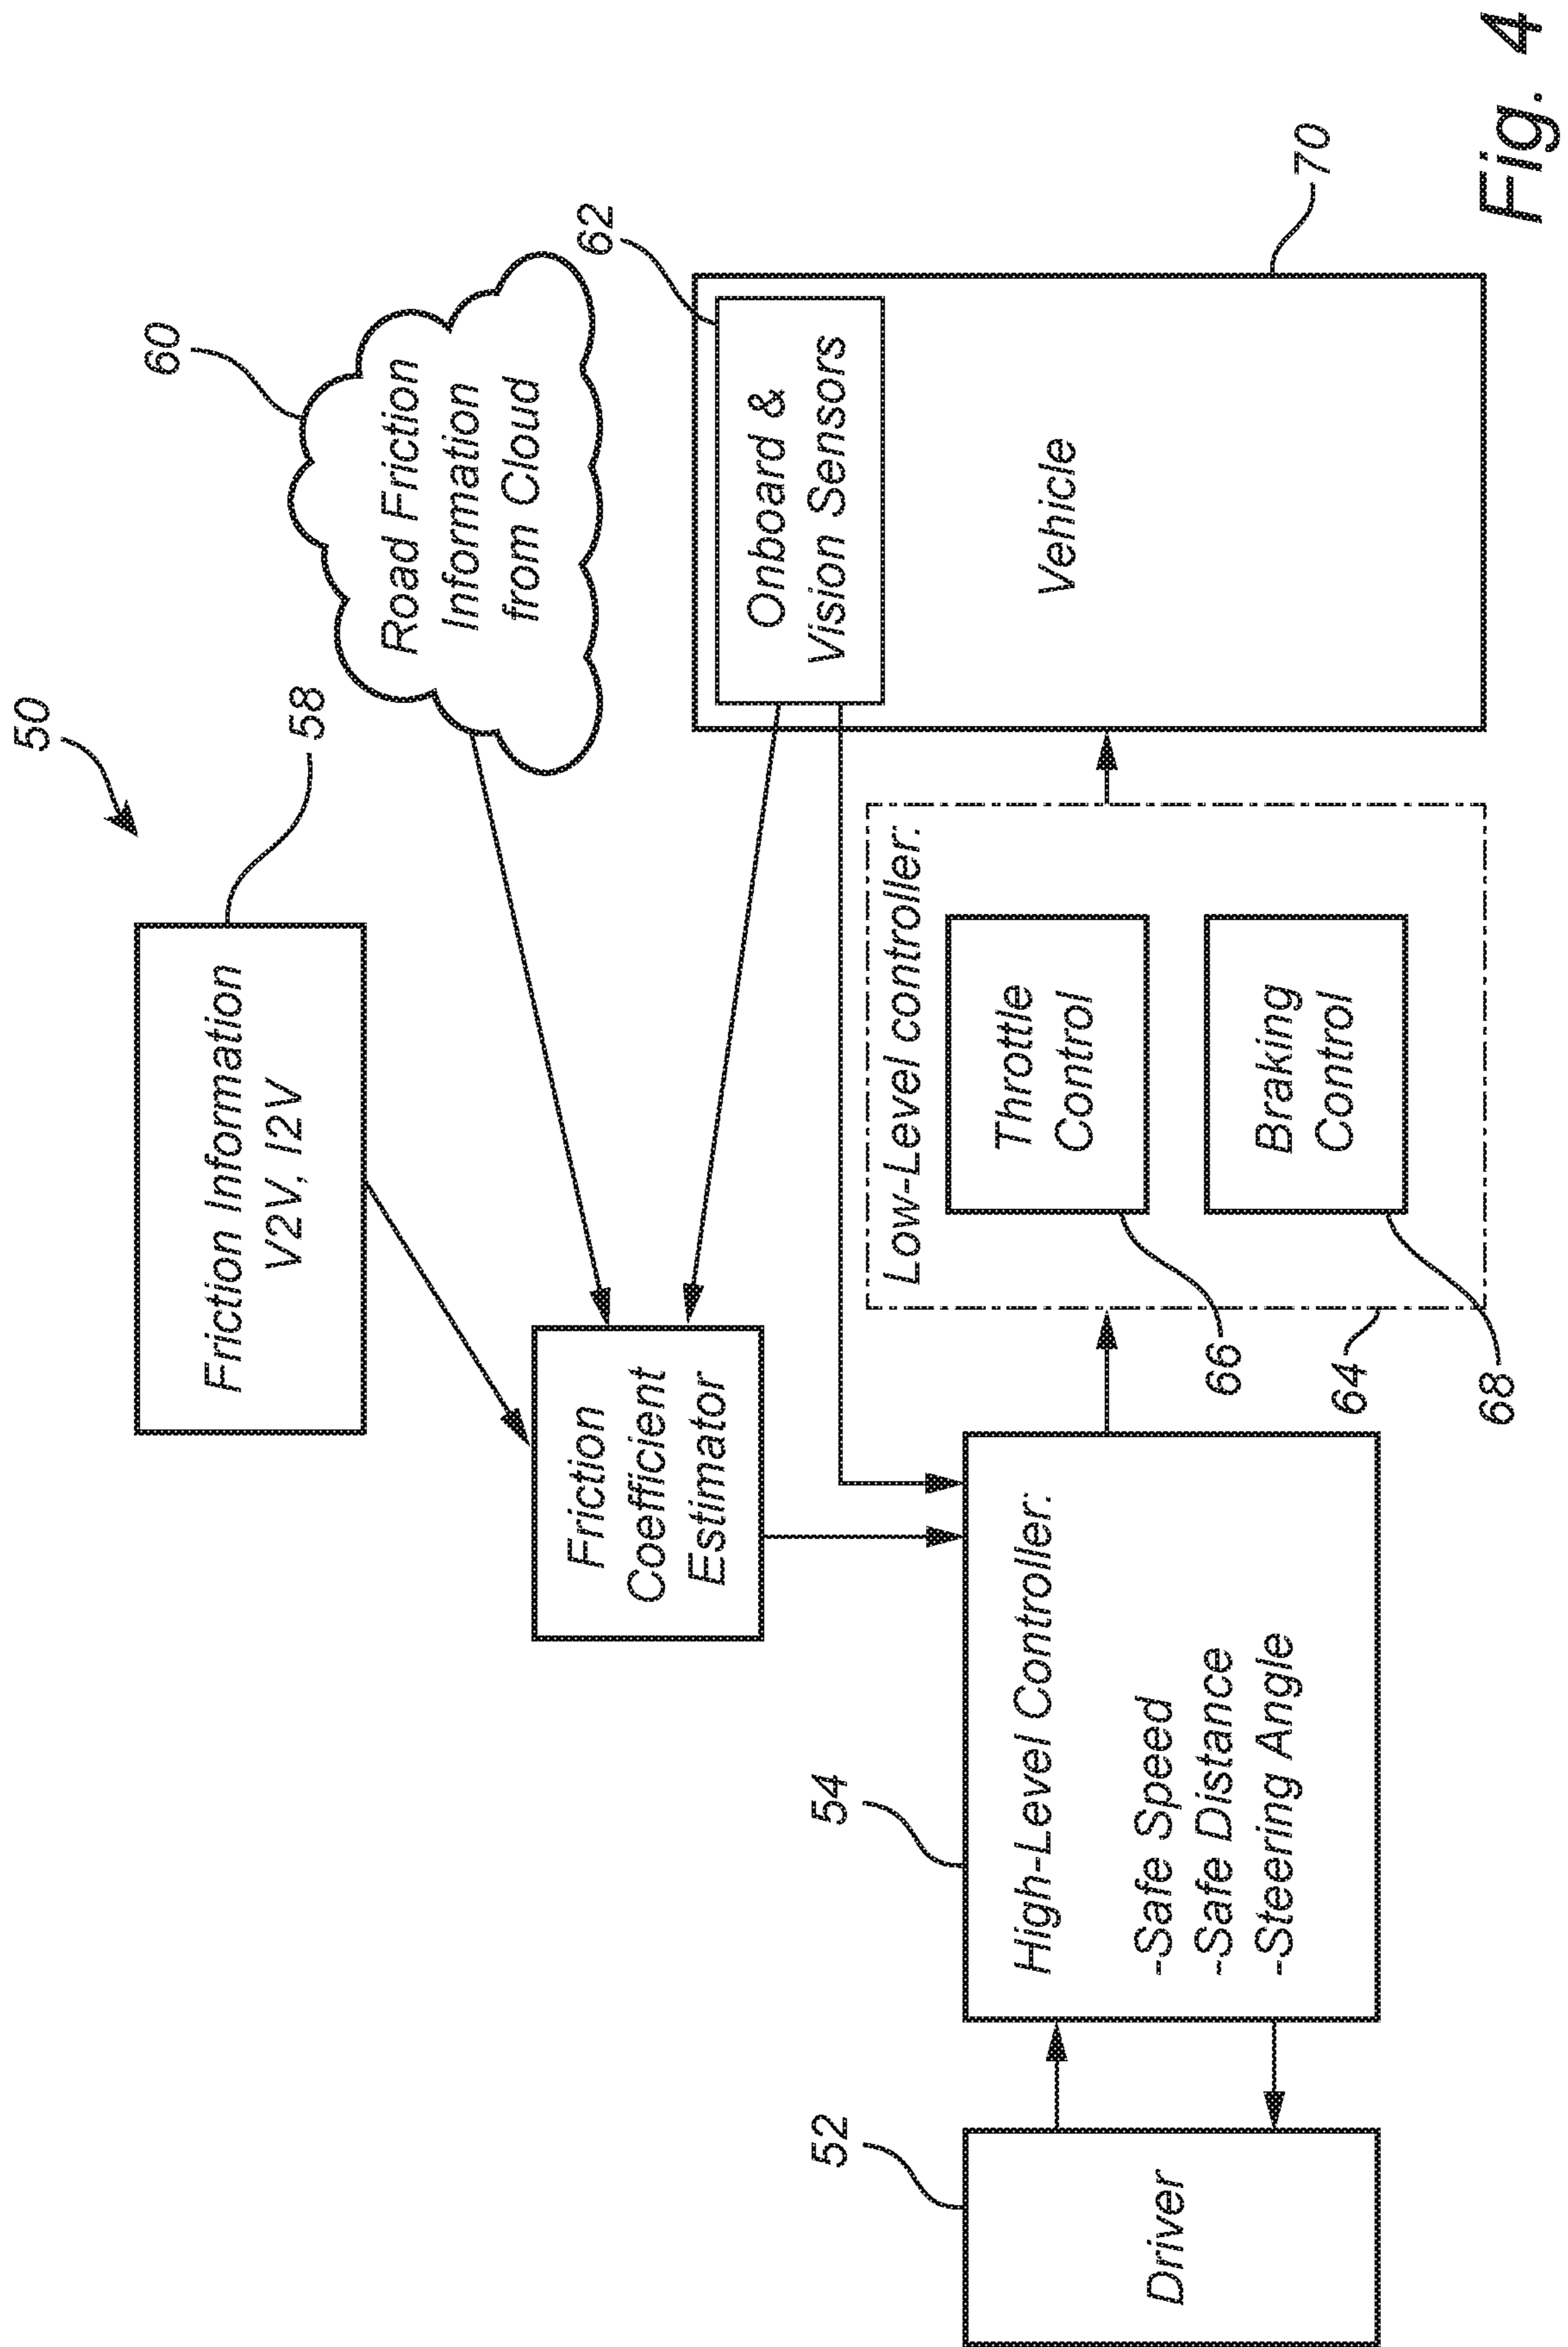 50
Friction Information
V2V, I2V
58
60
Road Friction
Information
from Cloud
Friction
Coefficient
Estimator
62
Onboard &
Vision Sensors
Vehicle
70
52
Driver
54
High-Level Controller:
-Safe Speed
-Safe Distance
-Steering Angle
Low-Level controller:
Throttle
Control
Braking
Control
66
64
68
Fig. 4